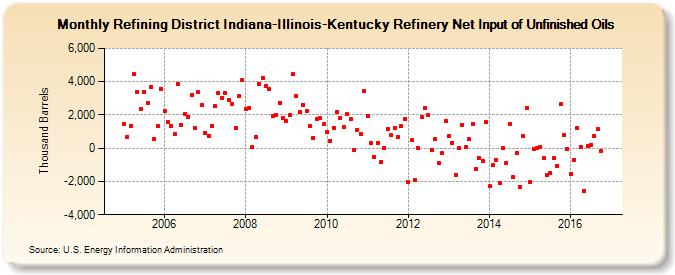 Monthly Refining District Indiana-Illinois-Kentucky Refinery Net Input of Unfinished Oils
Thousand Barrels
6,000
4,000
2,000
0
-2,000
-4,000
2006 2008 2010 2012 2014 2016
Source: U.S. Energy Information Administration